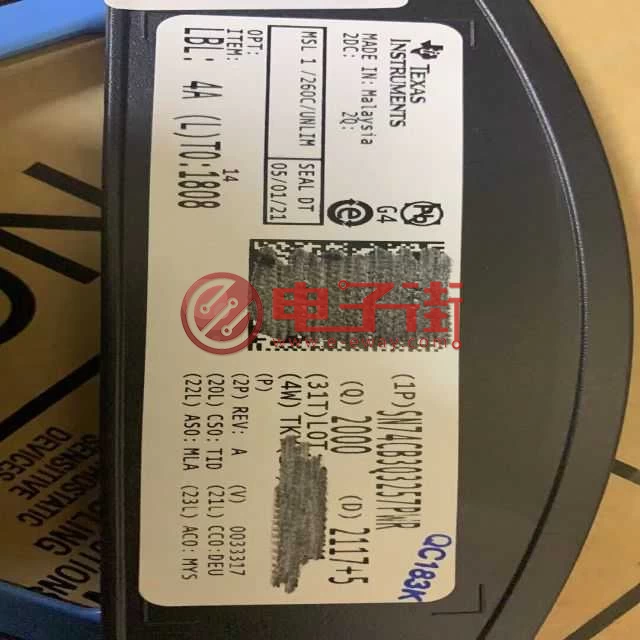 TEXAS
INSTRUMENTS
MADE IN: Malaysia
2DC: 20:
MSL 1 /260C/UNLIM
SEAL DT
05/01/21
OPT:
ITEM:
LBL: 4A (L)TO:1808
14
G4
电子街
(1P)SN74CB3Q3257PWR
(Q) 2000 (D) 2117+5
(31T)LOT
(4W) TK
(P)
(2P) REV: A (V) 0033317
(20L) CSO: TID (21L) CCO:DEU
(22L) ASO: MLA (23L) ACO: MYS
QC183K
SENSITIVE
DEVICES